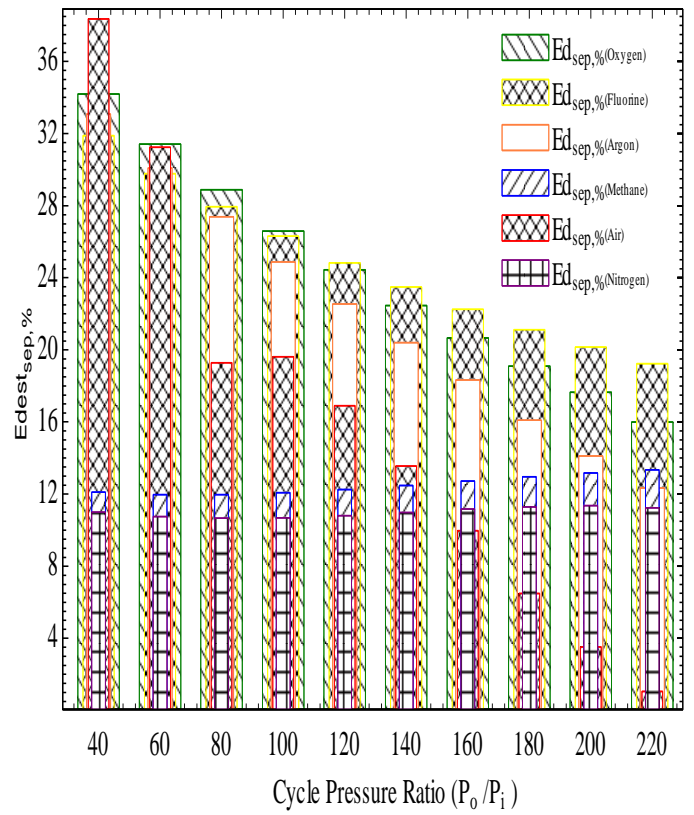 36
32
28
24
20
16
12
8
4
Edest_sep,%
Ed_sep,%(Oxygen)
Ed_sep,%(Fluorine)
Ed_sep,%(Argon)
Ed_sep,%(Methane)
Ed_sep,%(Air)
Ed_sep,%(Nitrogen)
40 60 80 100 120 140 160 180 200 220
Cycle Pressure Ratio (P_o /P_i )